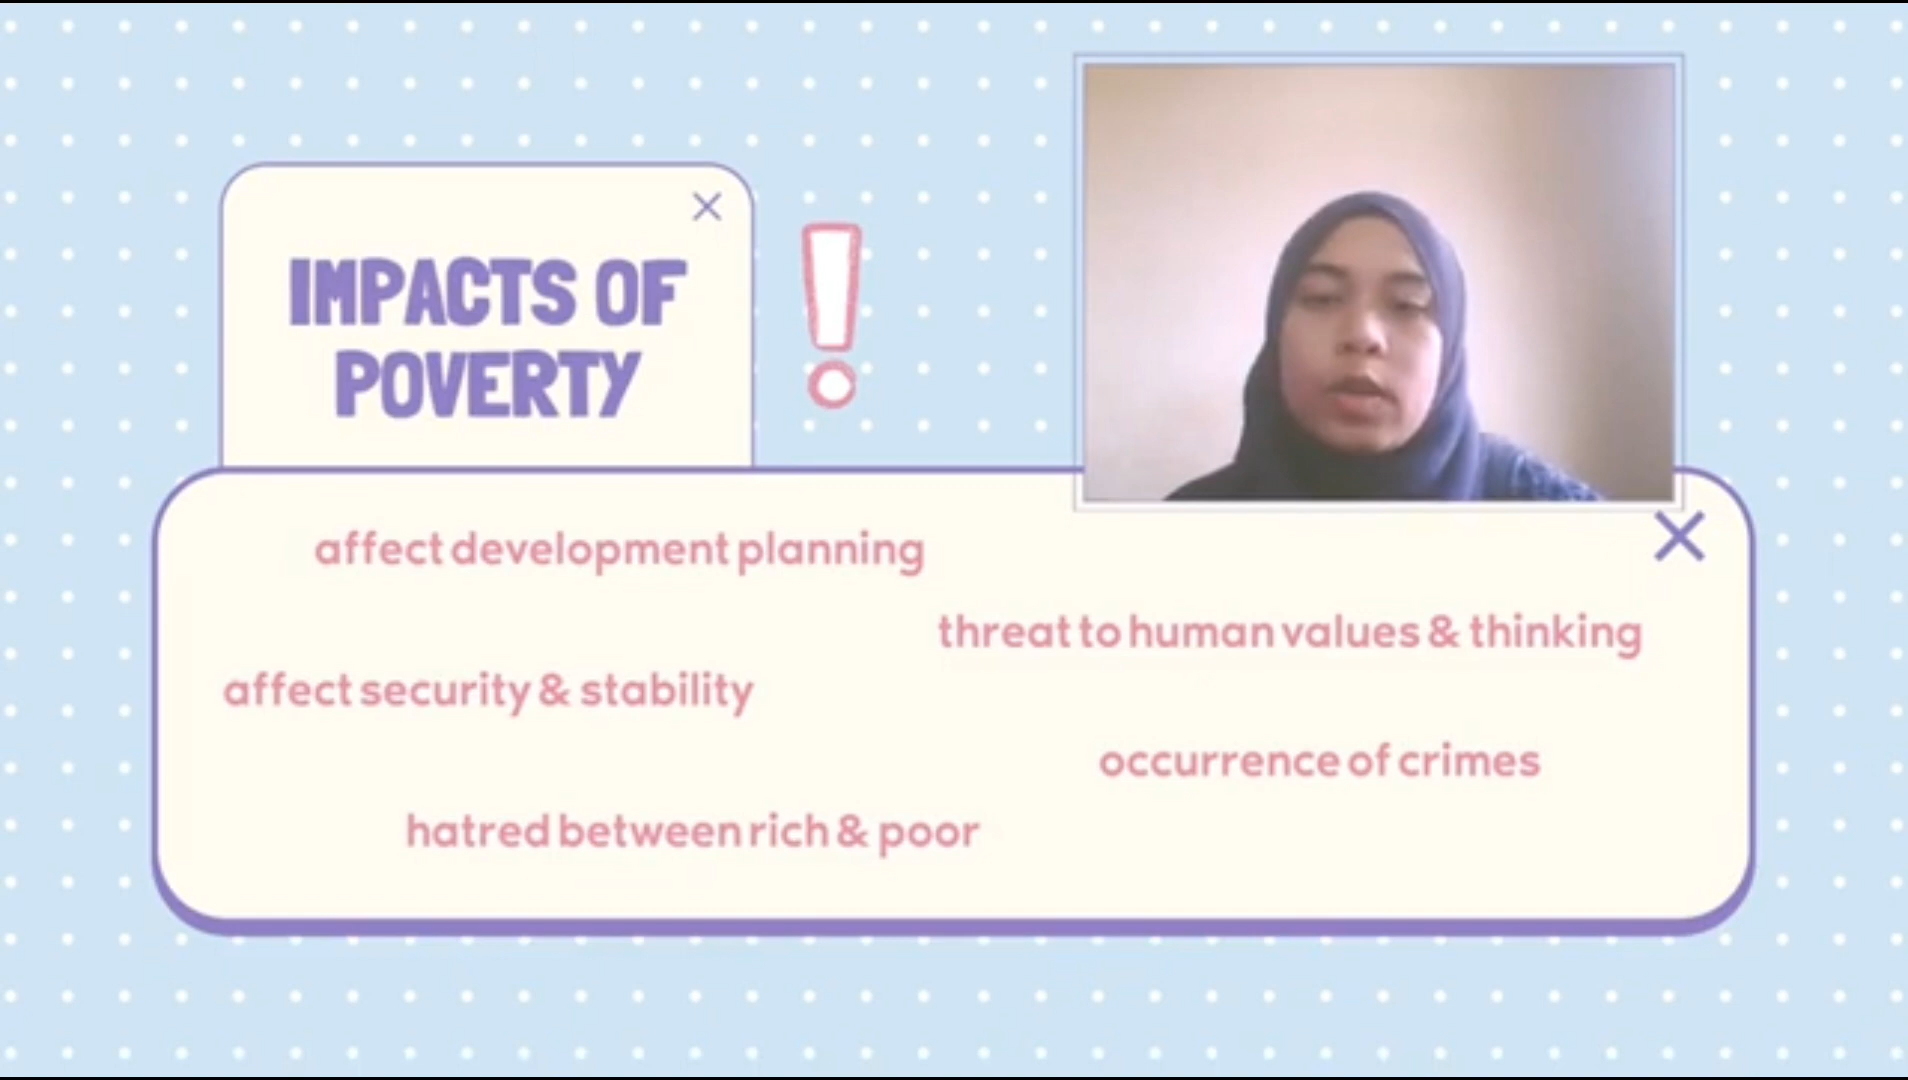 IMPACTS OF
POVERTY
affect development planning
threat to human values & thinking
affect security & stability
occurrence of crimes
hatred between rich & poor